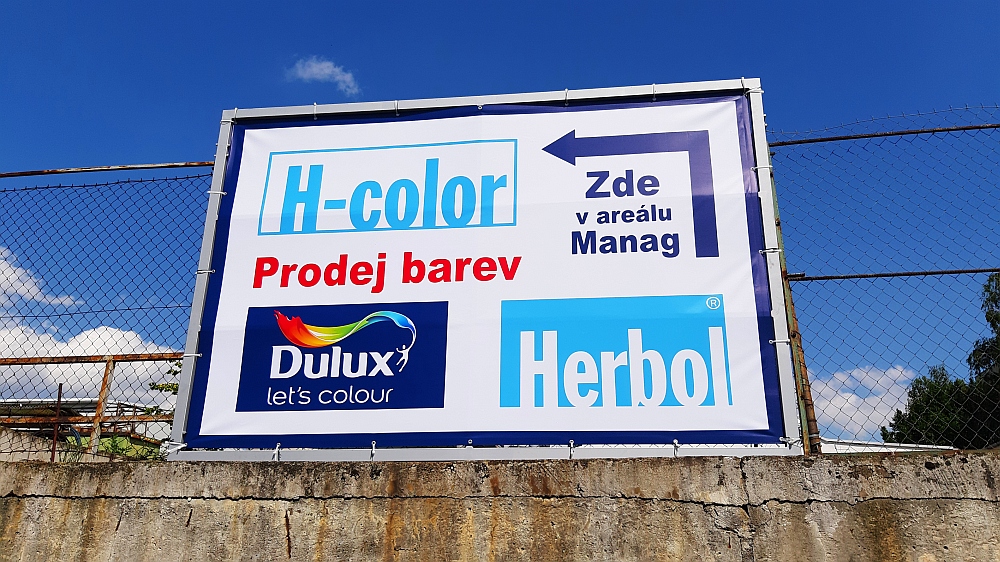 H-color
Zde
v areálu
Manag
Prodej barev
Dulux
let's colour
Herbol®